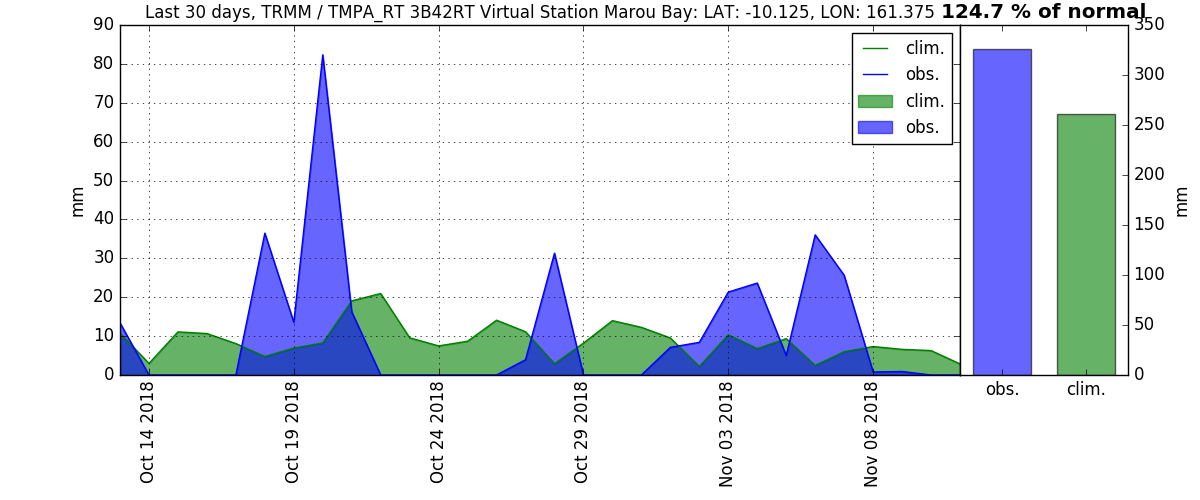 Last 30 days, TRMM / TMPA_RT 3B42RT Virtual Station Marou Bay: LAT: -10.125, LON: 161.375 124.7 % of normal
90
80
70
60
50
40
30
20
10
0
mm
clim.
obs.
clim.
obs.
Oct 14 2018
Oct 19 2018
Oct 24 2018
Oct 29 2018
Nov 03 2018
Nov 08 2018
350
300
250
200
150
100
50
0
mm
obs.
clim.